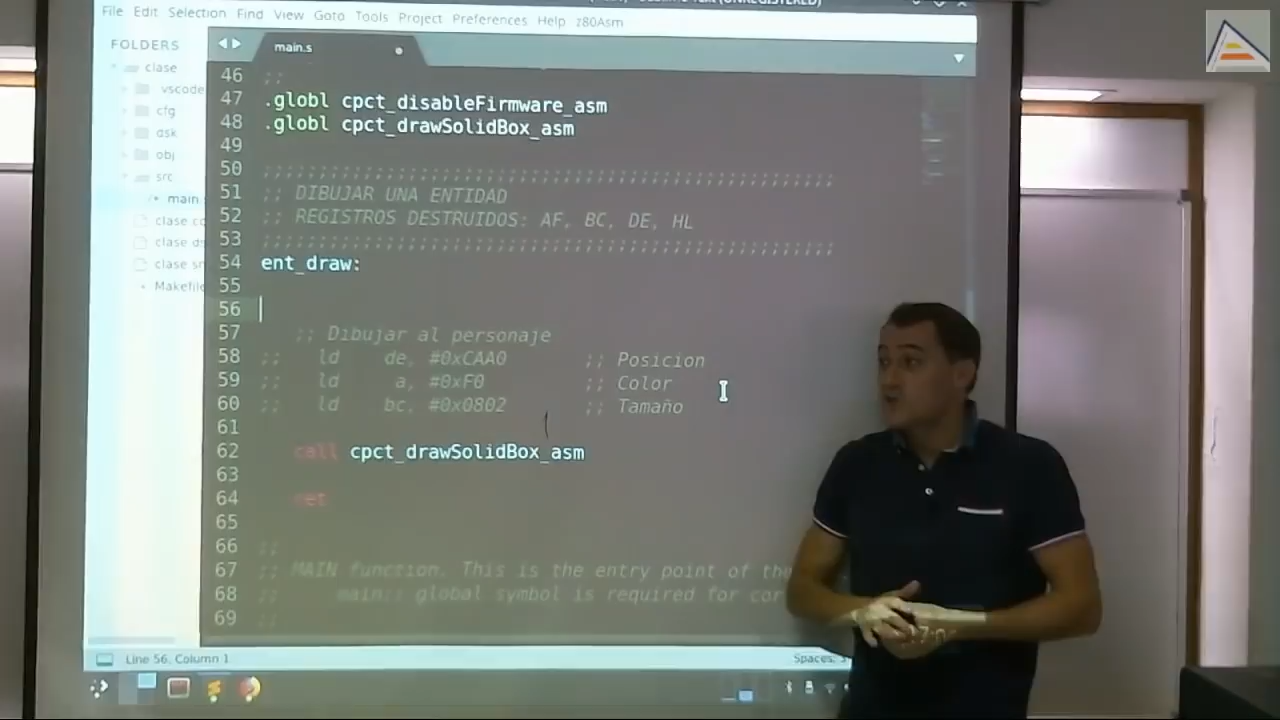 File Edit Selection Find View Goto Tools Project Preferences Help z80Asm
FOLDERS
clase
vscode
cfg
dsk
obj
src
main
Makefile
main.s
46 ;;
47 .globl cpct_disableFirmware_asm
48 .globl cpct_drawSolidBox_asm
49
50 ;;;;;;;;;;;;;;;;;;;;;;;;;;;;;;;;;;;;;;;;;;;;;;;;;;;;
51 ;; DIBUJAR UNA ENTIDAD
52 ;; REGISTROS DESTRUIDOS: AF, BC, DE, HL
53 ;;;;;;;;;;;;;;;;;;;;;;;;;;;;;;;;;;;;;;;;;;;;;;;;;;;;
54 ent_draw:
55
56
57 ;; Dibujar al personaje
58 ;; ld de, #0xCAA0 ;; Posicion
59 ;; ld a, #0xF0 ;; Color
60 ;; ld bc, #0x0802 ;; Tamaño
61
62 call cpct_drawSolidBox_asm
63
64 ret
65
66 ;;
67 ;; MAIN function. This is the entry point of the
68 ;; main:: global symbol is required for cor
69 ;;
Line 56, Column 1
Spaces: